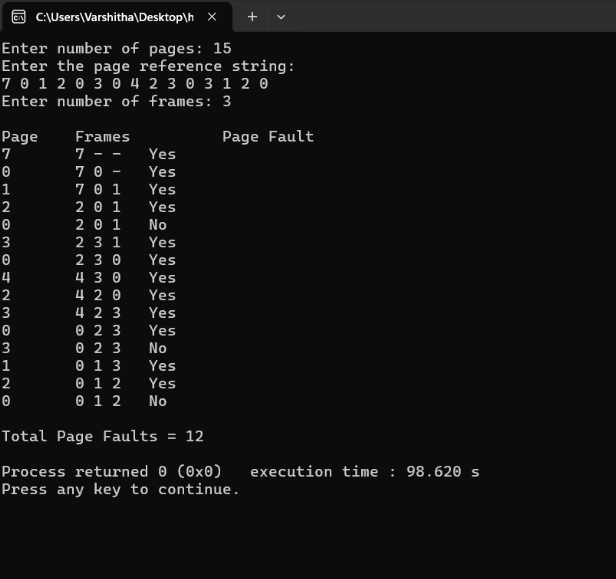 C:\Users\Varshitha\Desktop\h
Enter number of pages: 15
Enter the page reference string:
7 0 1 2 0 3 0 4 2 3 0 3 1 2 0
Enter number of frames: 3
Page Frames Page Fault
7 7 - - Yes
0 7 0 - Yes
1 7 0 1 Yes
2 2 0 1 Yes
0 2 0 1 No
3 2 3 1 Yes
0 2 3 0 Yes
4 4 3 0 Yes
2 4 2 0 Yes
3 4 2 3 Yes
0 0 2 3 Yes
3 0 2 3 No
1 0 1 3 Yes
2 0 1 2 Yes
0 0 1 2 No
Total Page Faults = 12
Process returned 0 (0x0) execution time : 98.620 s
Press any key to continue.